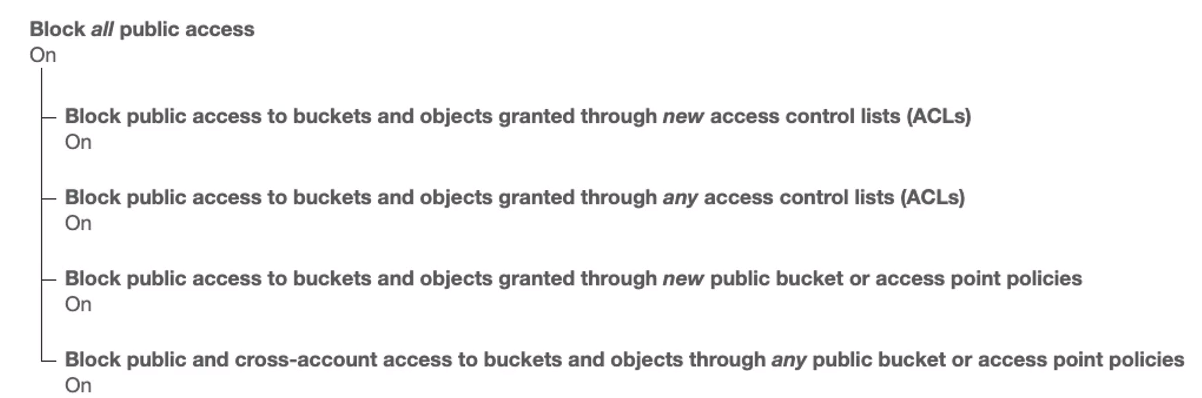 Block all public access
On
Block public access to buckets and objects granted through new access control lists (ACLs)
On
Block public access to buckets and objects granted through any access control lists (ACLs)
On
Block public access to buckets and objects granted through new public bucket or access point policies
On
Block public and cross-account access to buckets and objects through any public bucket or access point policies
On